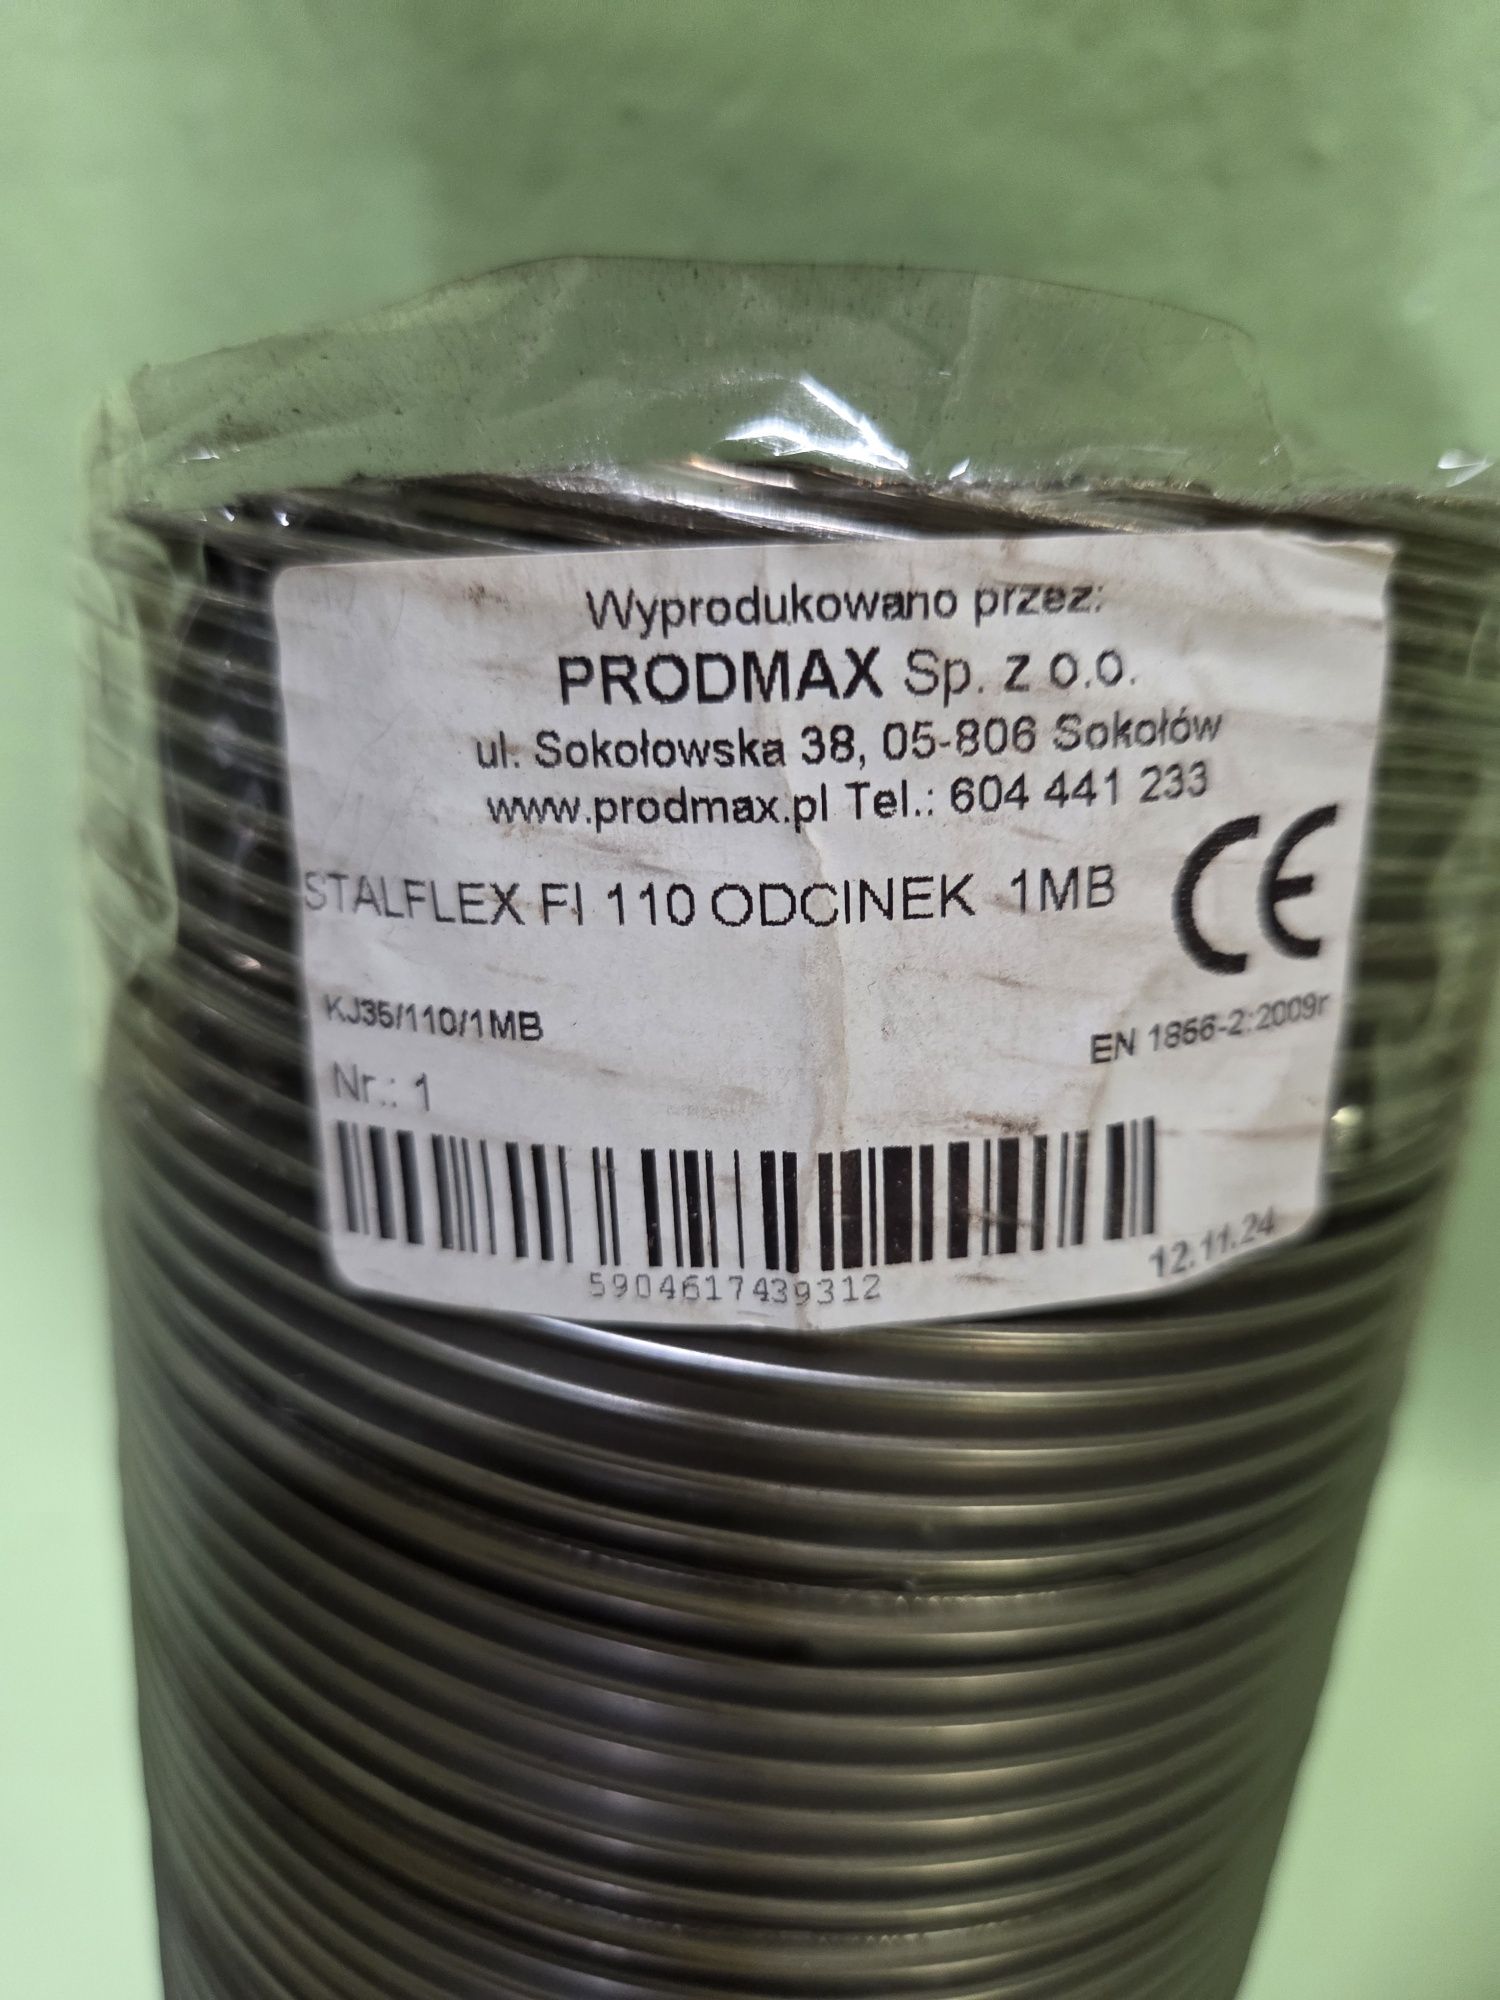 Wyprodukowano przez:
PRODMAX Sp. z o.o.
ul. Sokołowska 38, 05-806 Sokołów
www.prodmax.pl Tel.: 604 441 233
STALFLEX FI 110 ODCINEK 1MB
CE
KJ35/110/1MB
EN 1856-2:2009r
Nr.: 1
5904617439312
12.11.24